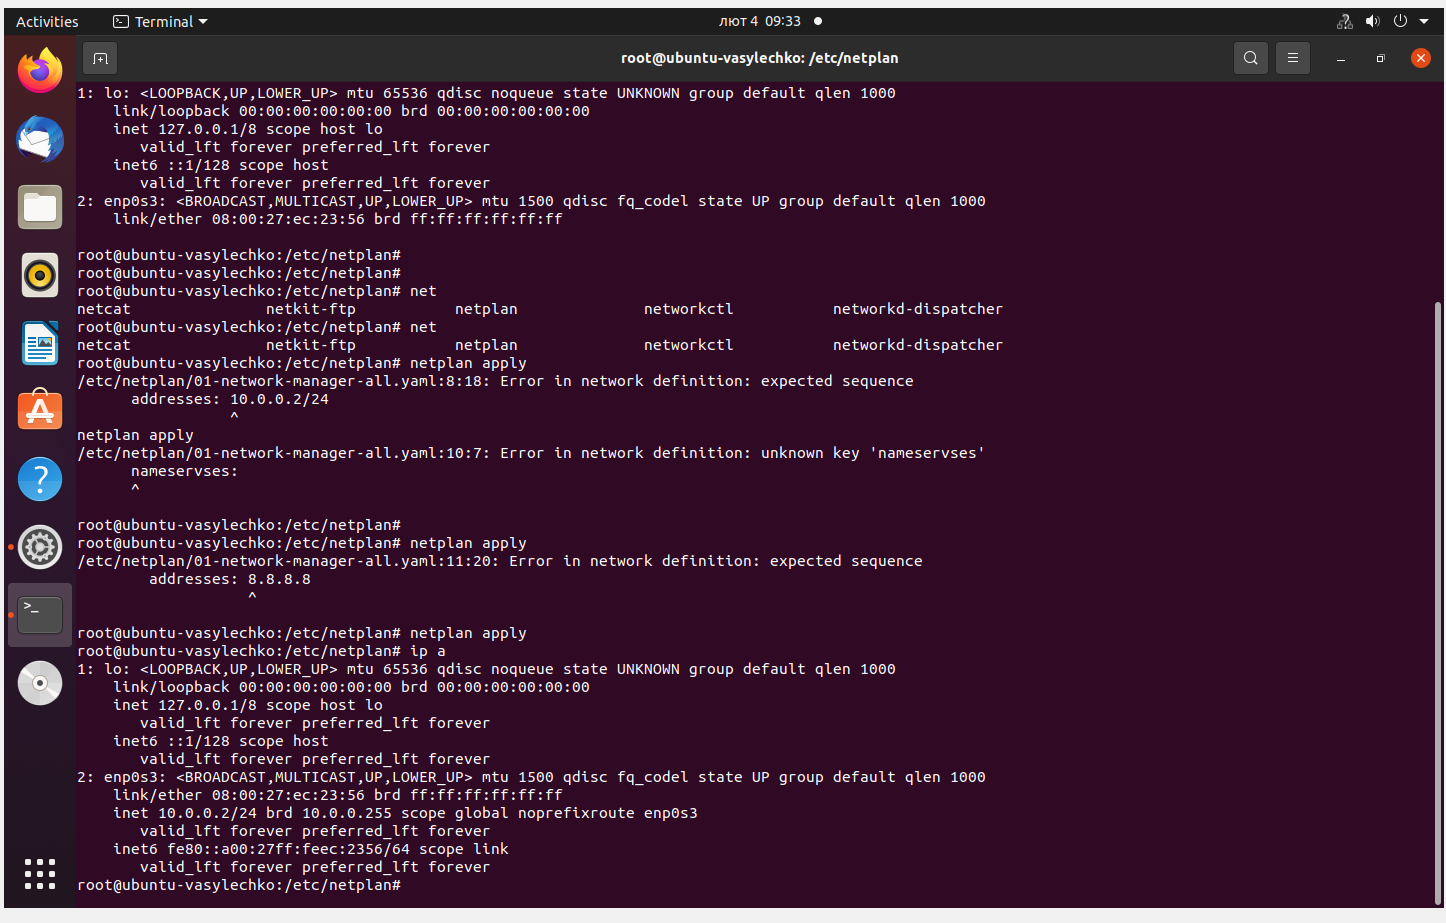 Activities
Terminal
лют 4 09:33
root@ubuntu-vasylechko: /etc/netplan
1: lo: <LOOPBACK,UP,LOWER_UP> mtu 65536 qdisc noqueue state UNKNOWN group default qlen 1000
link/loopback 00:00:00:00:00:00 brd 00:00:00:00:00:00
inet 127.0.0.1/8 scope host lo
valid_lft forever preferred_lft forever
inet6 ::1/128 scope host
valid_lft forever preferred_lft forever
2: enp0s3: <BROADCAST,MULTICAST,UP,LOWER_UP> mtu 1500 qdisc fq_codel state UP group default qlen 1000
link/ether 08:00:27:ec:23:56 brd ff:ff:ff:ff:ff:ff
root@ubuntu-vasylechko:/etc/netplan#
root@ubuntu-vasylechko:/etc/netplan#
root@ubuntu-vasylechko:/etc/netplan# net
netcat netkit-ftp netplan networkctl networkd-dispatcher
root@ubuntu-vasylechko:/etc/netplan# net
netcat netkit-ftp netplan networkctl networkd-dispatcher
root@ubuntu-vasylechko:/etc/netplan# netplan apply
/etc/netplan/01-network-manager-all.yaml:8:18: Error in network definition: expected sequence
addresses: 10.0.0.2/24
^
netplan apply
/etc/netplan/01-network-manager-all.yaml:10:7: Error in network definition: unknown key 'nameservses'
nameservses:
^
root@ubuntu-vasylechko:/etc/netplan#
root@ubuntu-vasylechko:/etc/netplan# netplan apply
/etc/netplan/01-network-manager-all.yaml:11:20: Error in network definition: expected sequence
addresses: 8.8.8.8
^
root@ubuntu-vasylechko:/etc/netplan# netplan apply
root@ubuntu-vasylechko:/etc/netplan# ip a
1: lo: <LOOPBACK,UP,LOWER_UP> mtu 65536 qdisc noqueue state UNKNOWN group default qlen 1000
link/loopback 00:00:00:00:00:00 brd 00:00:00:00:00:00
inet 127.0.0.1/8 scope host lo
valid_lft forever preferred_lft forever
inet6 ::1/128 scope host
valid_lft forever preferred_lft forever
2: enp0s3: <BROADCAST,MULTICAST,UP,LOWER_UP> mtu 1500 qdisc fq_codel state UP group default qlen 1000
link/ether 08:00:27:ec:23:56 brd ff:ff:ff:ff:ff:ff
inet 10.0.0.2/24 brd 10.0.0.255 scope global noprefixroute enp0s3
valid_lft forever preferred_lft forever
inet6 fe80::a00:27ff:feec:2356/64 scope link
valid_lft forever preferred_lft forever
root@ubuntu-vasylechko:/etc/netplan#